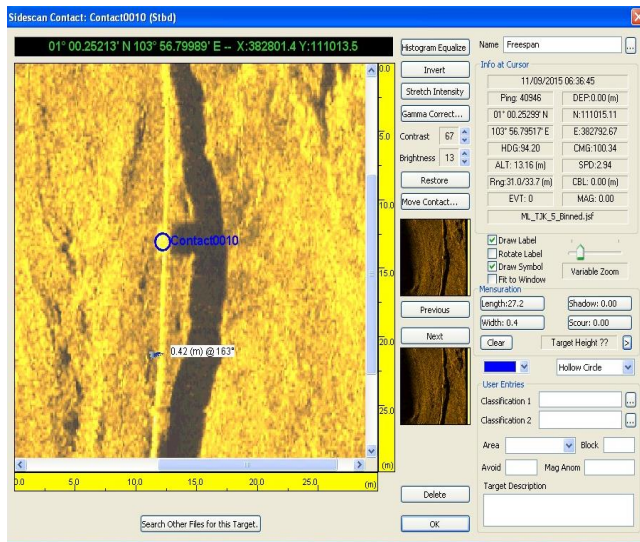 Sidescan Contact: Contact0010 (Stbd)
01° 00.25213' N 103° 56.79989' E -- X:382801.4 Y:111013.5
0.0
5.0
10.0
15.0
20.0
25.0
(m)
Contact0010
0.42 (m) @ 163°
0.0 5.0 10.0 15.0 20.0 25.0 (m)
Search Other Files for this Target.
Histogram Equalize
Invert
Stretch Intensity
Gamma Correct...
Contrast 67
Brightness 13
Restore
Move Contact...
Previous
Next
Delete
OK
Name Freespan ...
Info at Cursor
11/09/2015 06:36:45
Ping: 40946 DEP:0.00 (m)
01° 00.25299' N N:111015.11
103° 56.79517' E E:382792.67
HDG:94.20 CMG:100.34
ALT: 13.16 (m) SPD:2.94
Rng:31.0/33.7 (m) CBL: 0.00 (m)
EVT: 0 MAG: 0.00
ML_TJK_5_Binned.jsf
Draw Label
Rotate Label
Draw Symbol
Fit to Window
Variable Zoom
Mensuration
Length:27.2 Shadow: 0.00
Width: 0.4 Scour: 0.00
Clear Target Height ?? >
Hollow Circle
User Entries
Classification 1 ...
Classification 2 ...
Area Block
Avoid Mag Anom
Target Description